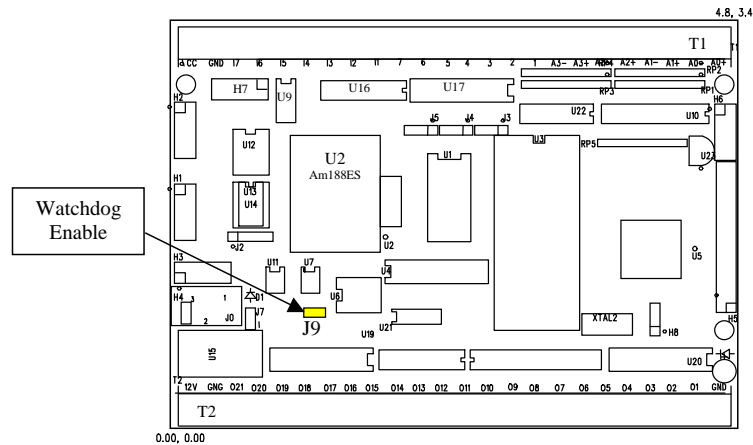 4.8, 3.4
T1
T1
GND I7 I6 I5 I4 I3 I2 I1 7 6 5 4 3 2 1 A3- A3+ A2+ A1- A1+ A0+
RP4
RP2
H7
U9
U16
U17
RP3
RP1
H2
J5 J4 J3
U22
U10
H6
U12
U2
Am188ES
U1
U3
RP5
U23
H1
U13
U14
Watchdog
Enable
J2
U2
U5
H3
U11
U7
U4
H4
3
1
D1
U6
2
J0
J7
1
J9
U19
U21
XTAL2
H8
H5
U15
U20
T2
12V GNG O21 O20 O19 O18 O17 O16 O15 O14 O13 O12 O11 O10 O9 O8 O7 O6 O5 O4 O3 O2 O1 GND
T2
0.00, 0.00